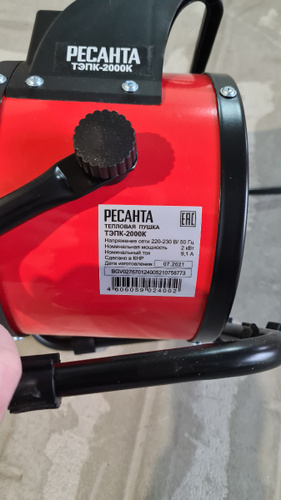 РЕСАНТА
ТЭПК-2000К
РЕСАНТА
ТЕПЛОВАЯ ПУШКА
ТЭПК-2000К
EAC
Напряжение сети 220-230 В/ 50 Гц
Номинальная мощность 2 кВт
Номинальный ток 9,1 А
Сделано в КНР
Дата изготовления 07.2021
4606059024002